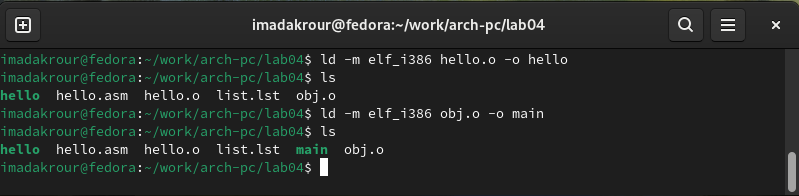 imadakrour@fedora:~/work/arch-pc/lab04
imadakrour@fedora:~/work/arch-pc/lab04$ ld -m elf_i386 hello.o -o hello
imadakrour@fedora:~/work/arch-pc/lab04$ ls
hello  hello.asm  hello.o  list.lst  obj.o
imadakrour@fedora:~/work/arch-pc/lab04$ ld -m elf_i386 obj.o -o main
imadakrour@fedora:~/work/arch-pc/lab04$ ls
hello  hello.asm  hello.o  list.lst  main  obj.o
imadakrour@fedora:~/work/arch-pc/lab04$